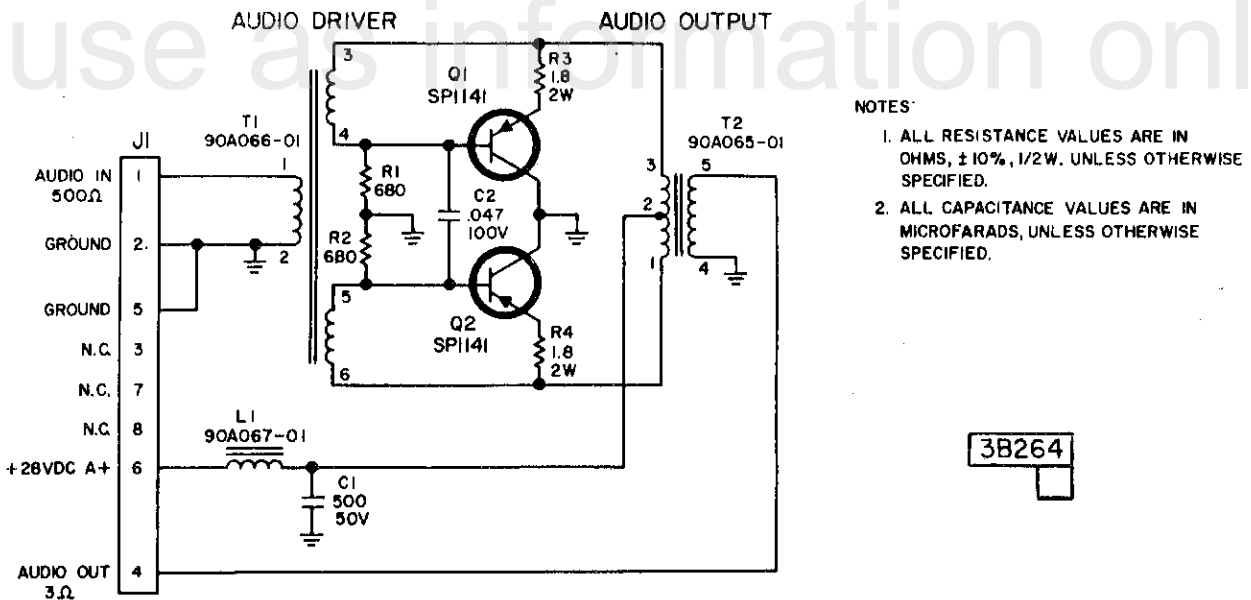 use as information onl
AUDIO DRIVER
AUDIO OUTPUT
3
Q1
SP1141
R3
1.8
2W
T1
90A066-01
4
T2
90A065-01
J1
1
R1
680
3
5
AUDIO IN
500Ω
1
C2
.047
100V
2
R2
680
GROUND
2.
2
1
4
5
GROUND
5
Q2
SP1141
R4
1.8
2W
N.C.
3
6
N.C.
7
L1
90A067-01
N.C.
8
+28VDC A+
6
C1
500
50V
AUDIO OUT
3Ω
4
NOTES
1. ALL RESISTANCE VALUES ARE IN
OHMS, ±10%, 1/2W. UNLESS OTHERWISE
SPECIFIED.
2. ALL CAPACITANCE VALUES ARE IN
MICROFARADS, UNLESS OTHERWISE
SPECIFIED.
3B264